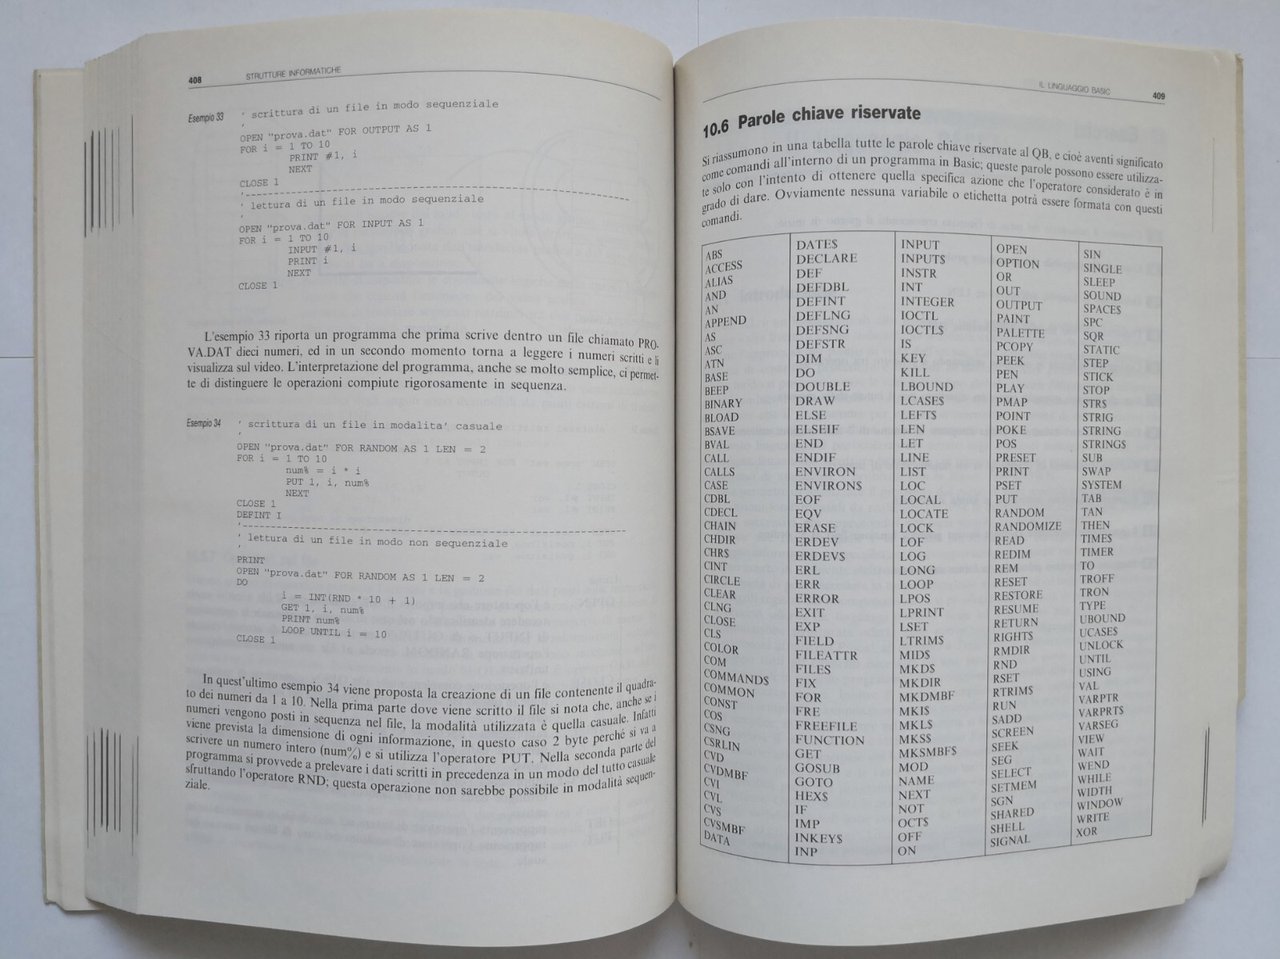 408 STRUTTURE INFORMATICHE
Esempio 33 ' scrittura di un file in modo sequenziale
'
OPEN "prova.dat" FOR OUTPUT AS 1
FOR i = 1 TO 10
PRINT #1, i
NEXT
CLOSE 1
'-------------------------------------------------------
' lettura di un file in modo sequenziale
'
OPEN "prova.dat" FOR INPUT AS 1
FOR i = 1 TO 10
INPUT #1, i
PRINT i
NEXT
CLOSE 1
L'esempio 33 riporta un programma che prima scrive dentro un file chiamato PRO-
VA.DAT dieci numeri, ed in un secondo momento torna a leggere i numeri scritti e li
visualizza sul video. L'interpretazione del programma, anche se molto semplice, ci permet-
te di distinguere le operazioni compiute rigorosamente in sequenza.
Esempio 34 ' scrittura di un file in modalita' casuale
'
OPEN "prova.dat" FOR RANDOM AS 1 LEN = 2
FOR i = 1 TO 10
num% = i * i
PUT 1, i, num%
NEXT
CLOSE 1
DEFINT I
'-------------------------------------------------------
' lettura di un file in modo non sequenziale
'
PRINT
OPEN "prova.dat" FOR RANDOM AS 1 LEN = 2
DO
i = INT(RND * 10 + 1)
GET 1, i, num%
PRINT num%
LOOP UNTIL i = 10
CLOSE 1
In quest'ultimo esempio 34 viene proposta la creazione di un file contenente il quadra-
to dei numeri da 1 a 10. Nella prima parte dove viene scritto il file si nota che, anche se i
numeri vengono posti in sequenza nel file, la modalità utilizzata è quella casuale. Infatti
viene prevista la dimensione di ogni informazione, in questo caso 2 byte perché si va a
scrivere un numero intero (num%) e si utilizza l'operatore PUT. Nella seconda parte del
programma si provvede a prelevare i dati scritti in precedenza in un modo del tutto casuale
sfruttando l'operatore RND; questa operazione non sarebbe possibile in modalità sequen-
ziale.
IL LINGUAGGIO BASIC 409
10.6 Parole chiave riservate
Si riassumono in una tabella tutte le parole chiave riservate al QB, e cioè aventi significato
come comandi all'interno di un programma in Basic; queste parole possono essere utilizza-
te solo con l'intento di ottenere quella specifica azione che l'operatore considerato è in
grado di dare. Ovviamente nessuna variabile o etichetta potrà essere formata con questi
comandi.
ABS
ACCESS
ALIAS
AND
AN
APPEND
AS
ASC
ATN
BASE
BEEP
BINARY
BLOAD
BSAVE
BVAL
CALL
CALLS
CASE
CDBL
CDECL
CHAIN
CHDIR
CHR$
CINT
CIRCLE
CLEAR
CLNG
CLOSE
CLS
COLOR
COM
COMMAND$
COMMON
CONST
COS
CSNG
CSRLIN
CVD
CVDMBF
CVI
CVL
CVS
CVSMBF
DATA
DATE$
DECLARE
DEF
DEFDBL
DEFINT
DEFLNG
DEFSNG
DEFSTR
DIM
DO
DOUBLE
DRAW
ELSE
ELSEIF
END
ENDIF
ENVIRON
ENVIRON$
EOF
EQV
ERASE
ERDEV
ERDEV$
ERL
ERR
ERROR
EXIT
EXP
FIELD
FILEATTR
FILES
FIX
FOR
FRE
FREEFILE
FUNCTION
GET
GOSUB
GOTO
HEX$
IF
IMP
INKEY$
INP
INPUT
INPUT$
INSTR
INT
INTEGER
IOCTL
IOCTL$
IS
KEY
KILL
LBOUND
LCASE$
LEFT$
LEN
LET
LINE
LIST
LOC
LOCAL
LOCATE
LOCK
LOF
LOG
LONG
LOOP
LPOS
LPRINT
LSET
LTRIM$
MID$
MKD$
MKDIR
MKDMBF
MKI$
MKL$
MKS$
MKSMBF$
MOD
NAME
NEXT
NOT
OCT$
OFF
ON
OPEN
OPTION
OR
OUT
OUTPUT
PAINT
PALETTE
PCOPY
PEEK
PEN
PLAY
PMAP
POINT
POKE
POS
PRESET
PRINT
PSET
PUT
RANDOM
RANDOMIZE
READ
REDIM
REM
RESET
RESTORE
RESUME
RETURN
RIGHT$
RMDIR
RND
RSET
RTRIM$
RUN
SADD
SCREEN
SEEK
SEG
SELECT
SETMEM
SGN
SHARED
SHELL
SIGNAL
SIN
SINGLE
SLEEP
SOUND
SPACE$
SPC
SQR
STATIC
STEP
STICK
STOP
STR$
STRIG
STRING
STRING$
SUB
SWAP
SYSTEM
TAB
TAN
THEN
TIME$
TIMER
TO
TROFF
TRON
TYPE
UBOUND
UCASE$
UNLOCK
UNTIL
USING
VAL
VARPTR
VARPRT$
VARSEG
VIEW
WAIT
WEND
WHILE
WIDTH
WINDOW
WRITE
XOR